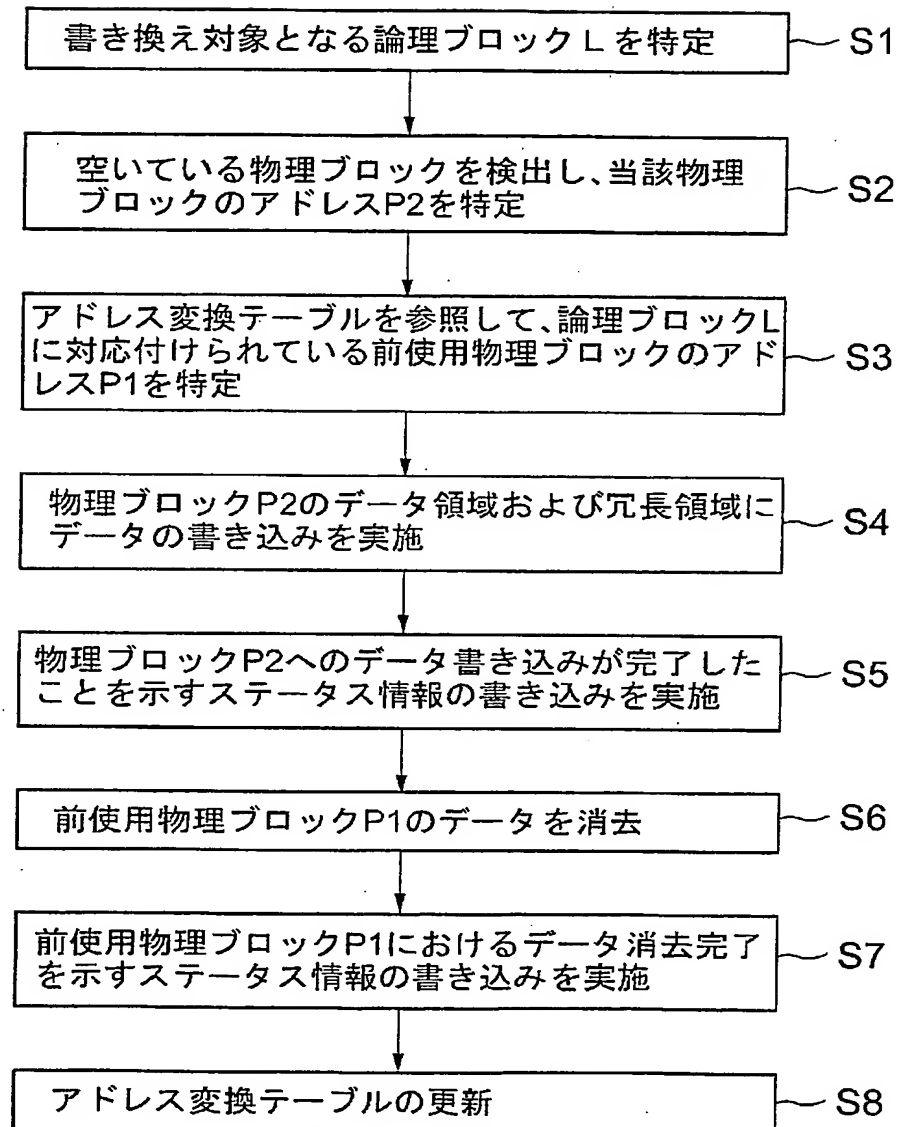 書き換え対象となる論理ブロックLを特定
S1
空いている物理ブロックを検出し、当該物理
ブロックのアドレスP2を特定
S2
アドレス変換テーブルを参照して、論理ブロックL
に対応付けられている前使用物理ブロックのアド
レスP1を特定
S3
物理ブロックP2のデータ領域および冗長領域に
データの書き込みを実施
S4
物理ブロックP2へのデータ書き込みが完了した
ことを示すステータス情報の書き込みを実施
S5
前使用物理ブロックP1のデータを消去
S6
前使用物理ブロックP1におけるデータ消去完了
を示すステータス情報の書き込みを実施
S7
アドレス変換テーブルの更新
S8